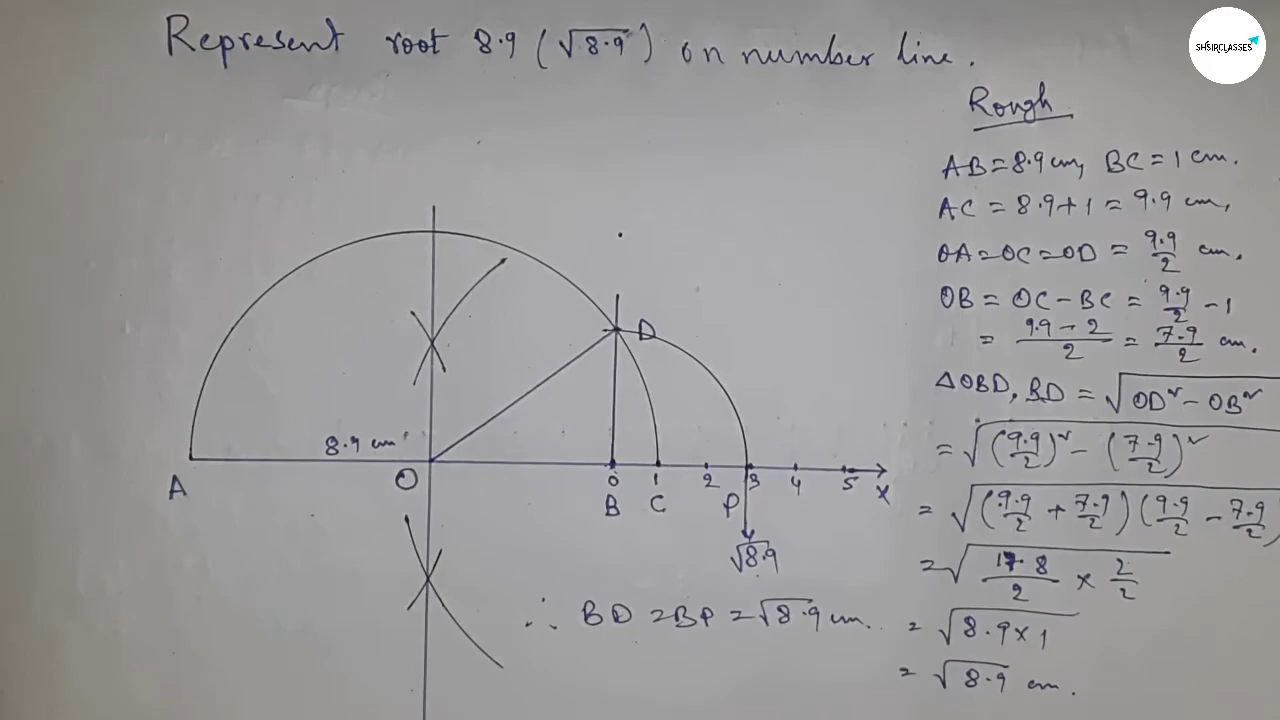 Represent root 8.9 (√8.9) on number line.
SHSIRCLASSES
Rough
AB = 8.9 cm, BC = 1 cm.
AC = 8.9 + 1 = 9.9 cm,
OA = OC = OD = 9.9/2 cm.
OB = OC - BC = 9.9/2 - 1
= 9.9 - 2/2 = 7.9/2 cm.
△OBD, BD = √OD² - OB²
= √(9.9/2)² - (7.9/2)²
= √(9.9/2 + 7.9/2) (9.9/2 - 7.9/2)
= √17.8/2 × 2/2
= √8.9 × 1
= √8.9 cm.
D
8.9 cm
A O 0 1 2 3 4 5 X
B C P
√8.9
∴ BD = BP = √8.9 cm.